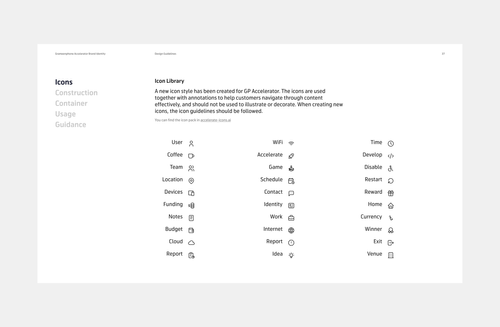 Design Guidelines
Icons
Construction
Container
Usage
Guidance
Icon Library
A new icon style has been created for GP Accelerator. The icons are used
together with annotations to help customers navigate through content
effectively, and should not be used to illustrate or decorate. When creating new
icons, the icon guidelines should be followed.
You can find the icon pack in accelerator_icons.ai
User
WiFi
Time
Coffee
Accelerate
Develop
Team
Game
Disable
Location
Schedule
Restart
Devices
Contact
Reward
Funding
Identity
Home
Notes
Work
Currency
Budget
Internet
Winner
Cloud
Report
Exit
Report
Idea
Venue